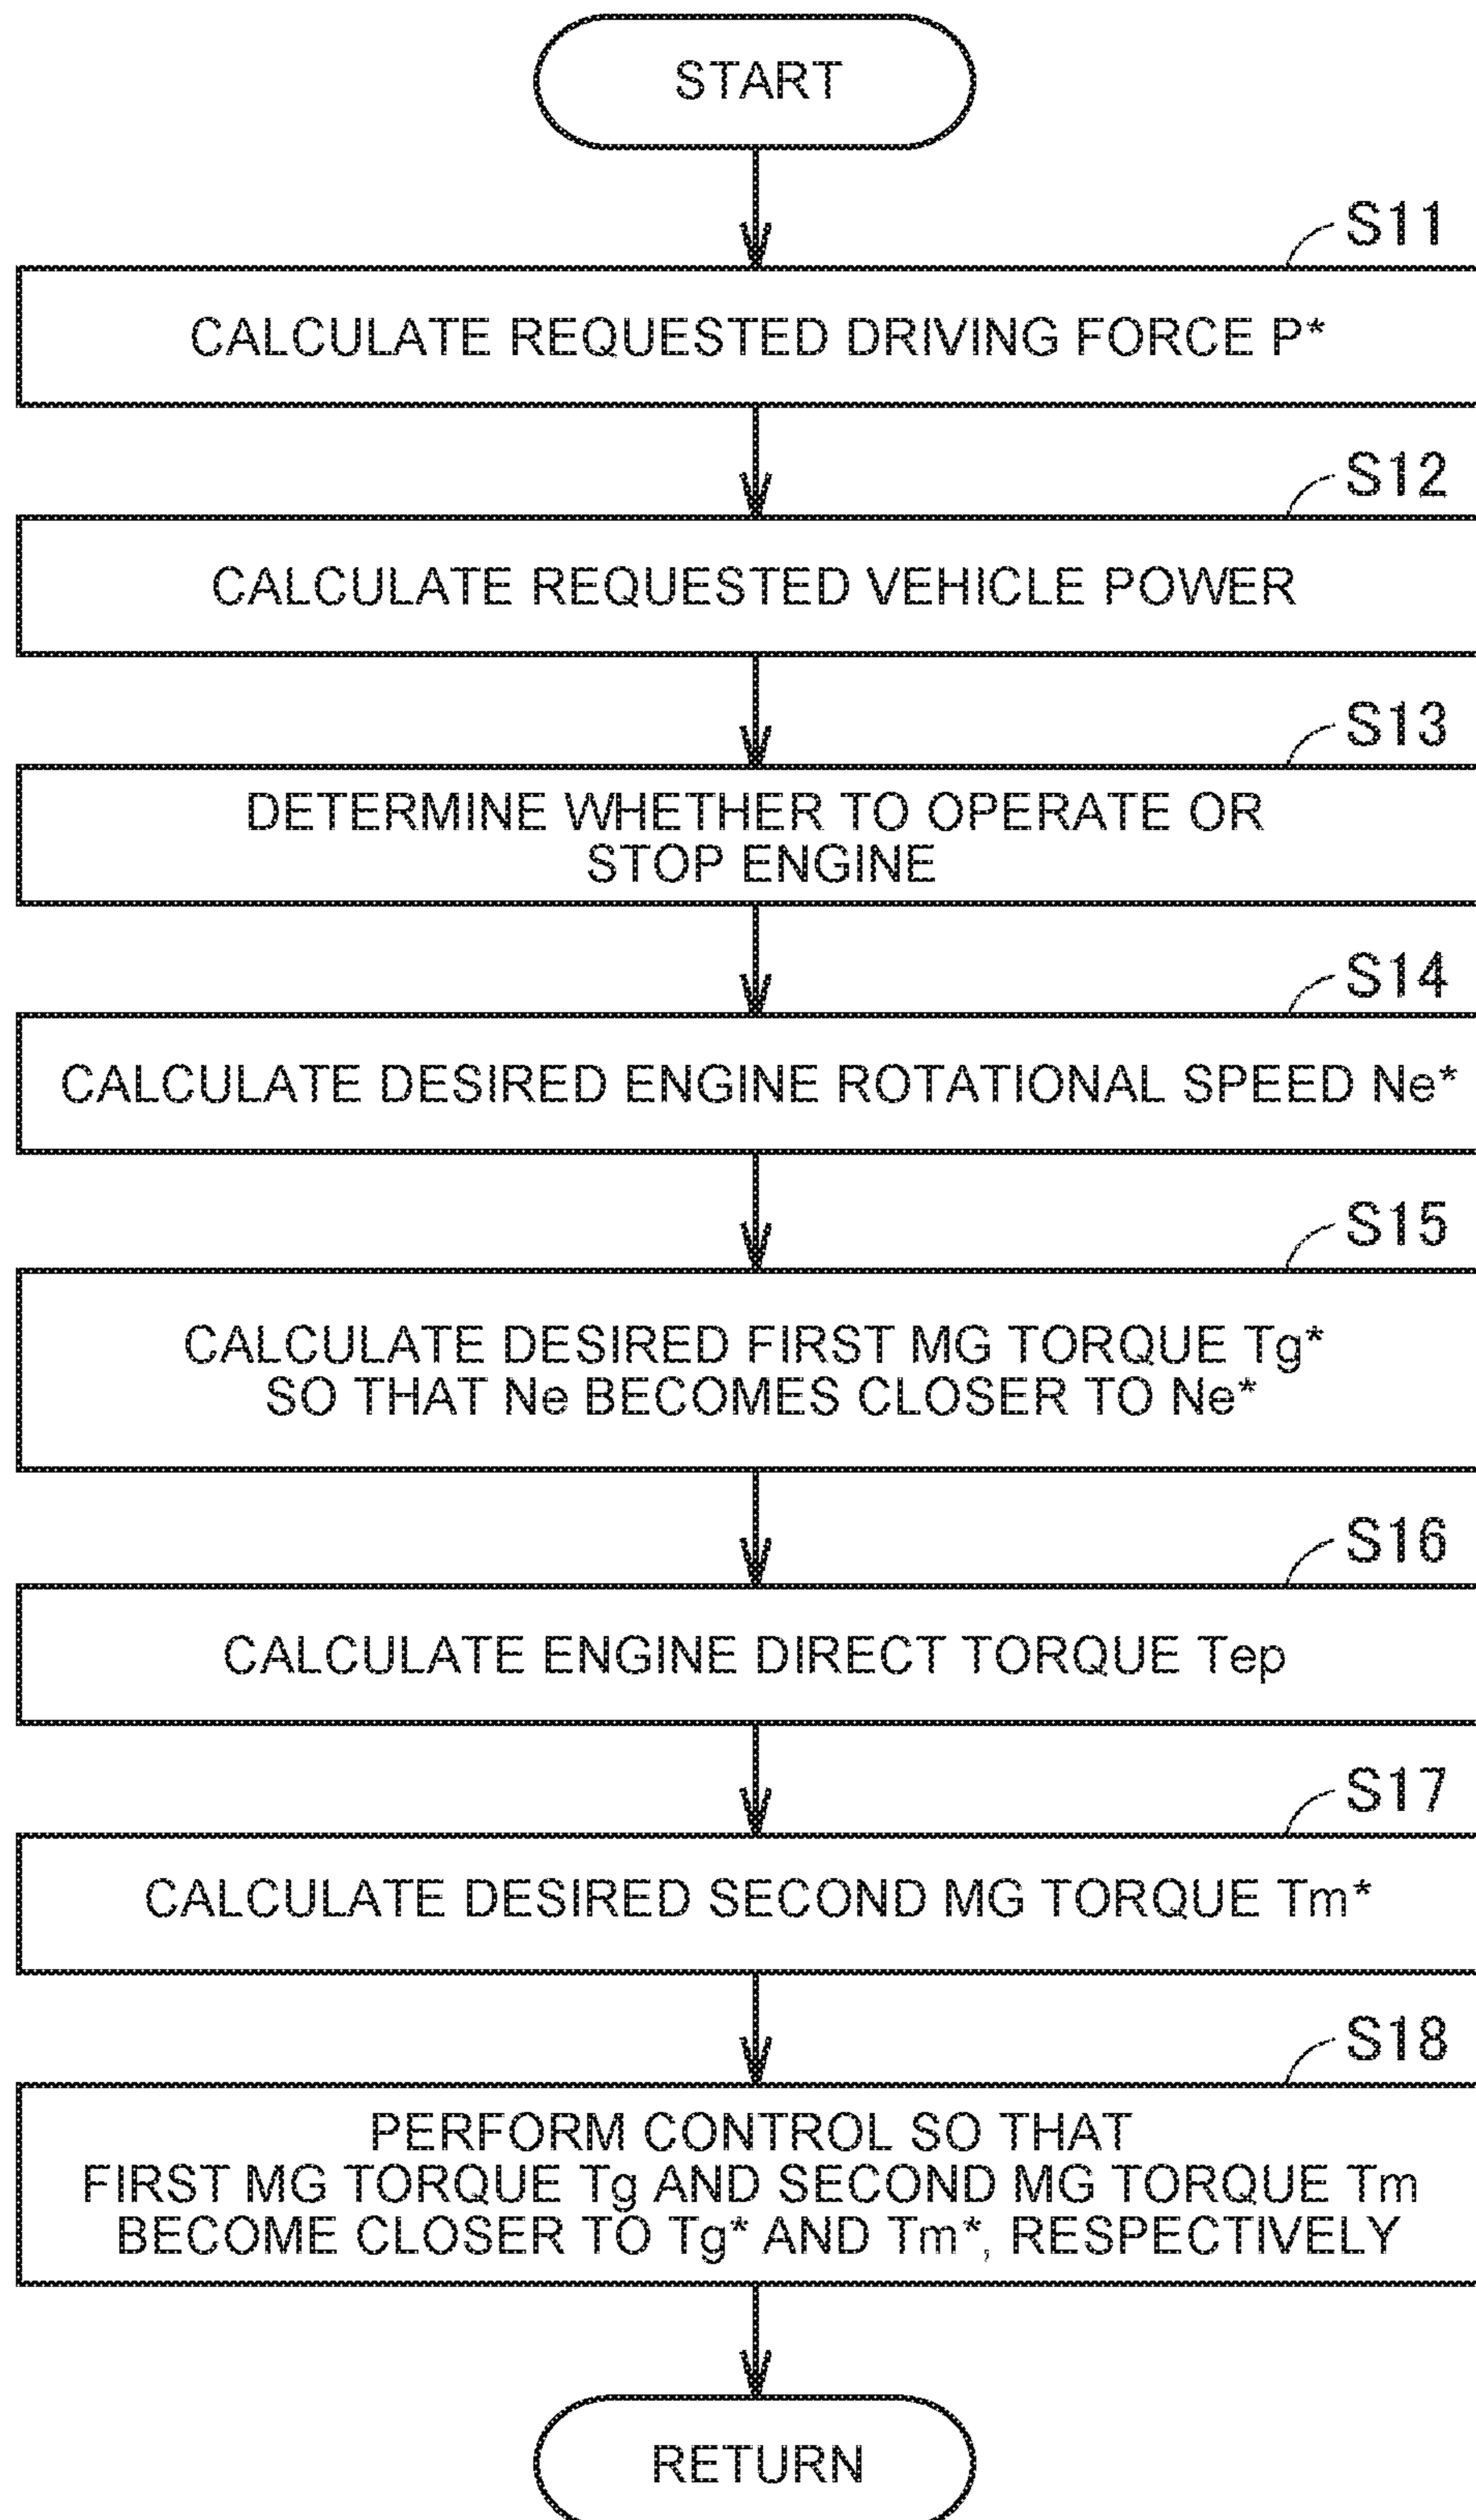 START
S11
CALCULATE REQUESTED DRIVING FORCE P*
S12
CALCULATE REQUESTED VEHICLE POWER
S13
DETERMINE WHETHER TO OPERATE OR
STOP ENGINE
S14
CALCULATE DESIRED ENGINE ROTATIONAL SPEED Ne*
S15
CALCULATE DESIRED FIRST MG TORQUE Tg*
SO THAT Ne BECOMES CLOSER TO Ne*
S16
CALCULATE ENGINE DIRECT TORQUE Tep
S17
CALCULATE DESIRED SECOND MG TORQUE Tm*
S18
PERFORM CONTROL SO THAT
FIRST MG TORQUE Tg AND SECOND MG TORQUE Tm
BECOME CLOSER TO Tg* AND Tm*, RESPECTIVELY
RETURN